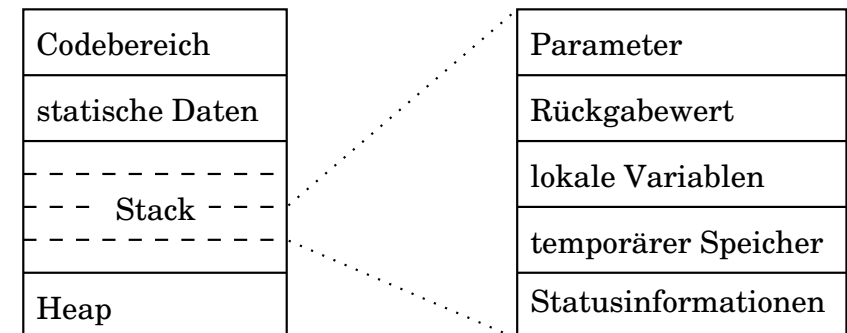 Codebereich
statische Daten
Stack
Heap
Parameter
Rückgabewert
lokale Variablen
temporärer Speicher
Statusinformationen